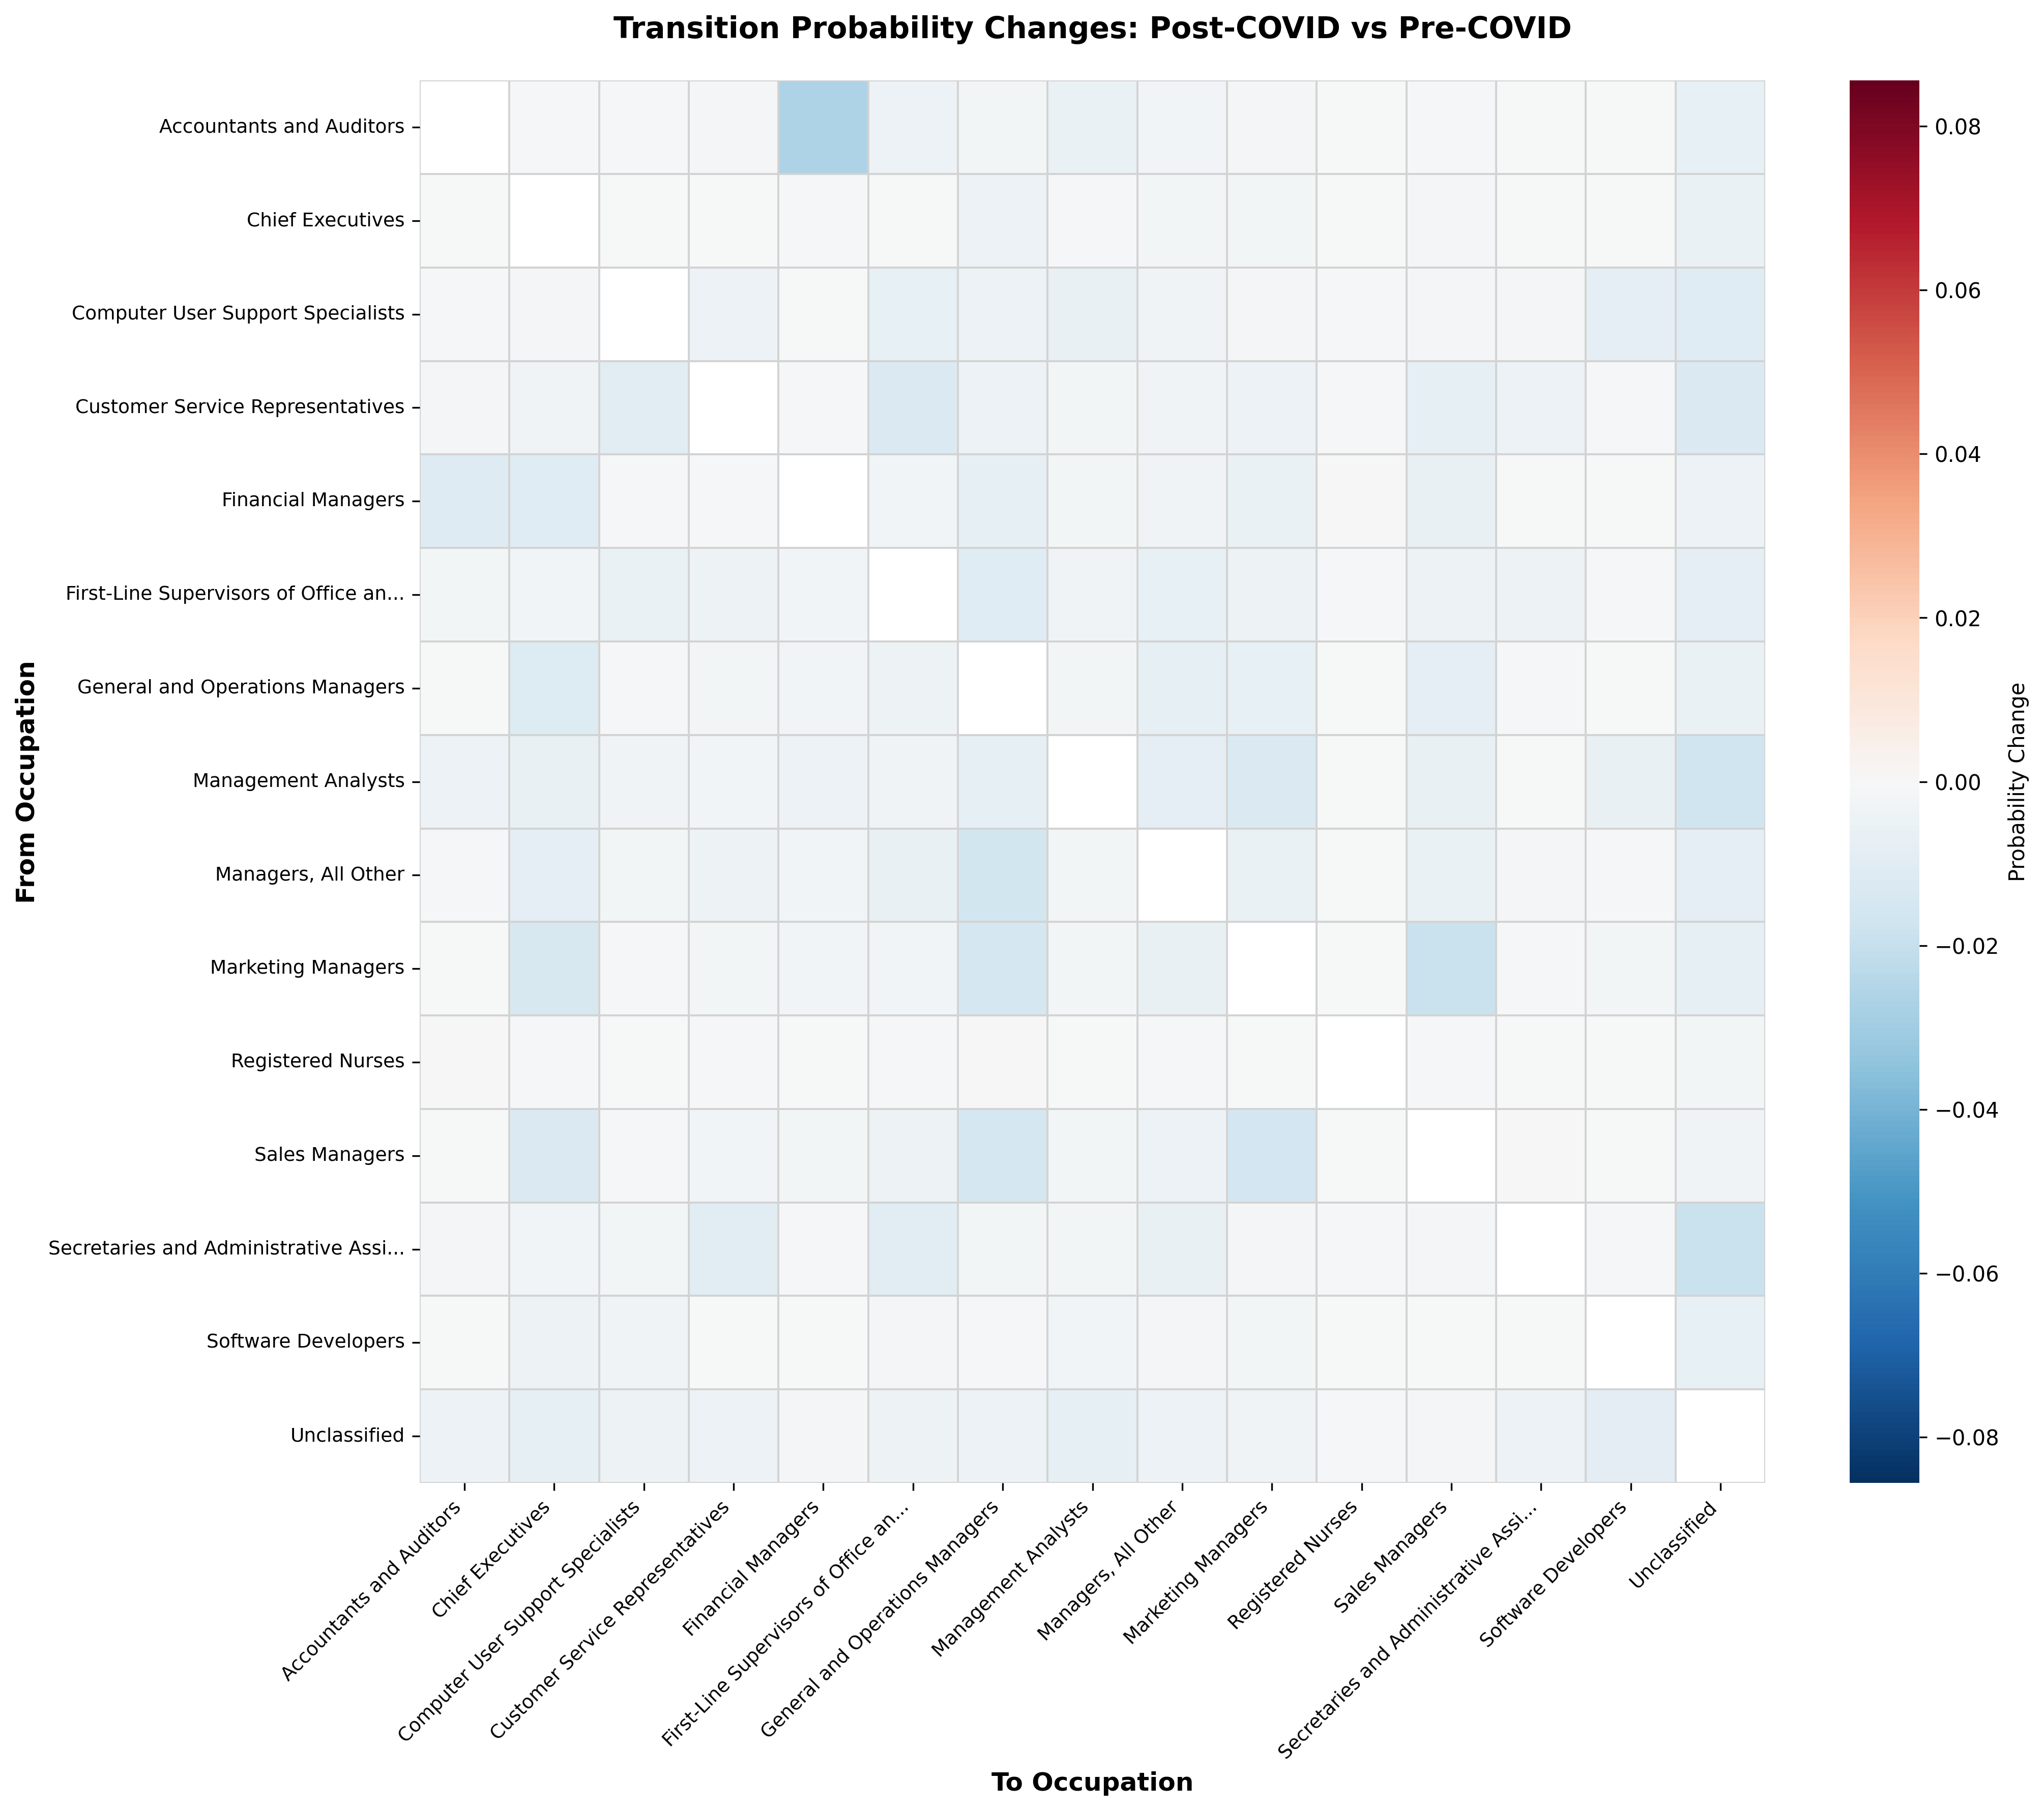 Transition Probability Changes: Post-COVID vs Pre-COVID
From Occupation
Accountants and Auditors
Chief Executives
Computer User Support Specialists
Customer Service Representatives
Financial Managers
First-Line Supervisors of Office an...
General and Operations Managers
Management Analysts
Managers, All Other
Marketing Managers
Registered Nurses
Sales Managers
Secretaries and Administrative Assi...
Software Developers
Unclassified
Accountants and Auditors
Chief Executives
Computer User Support Specialists
Customer Service Representatives
Financial Managers
First-Line Supervisors of Office an...
General and Operations Managers
Management Analysts
Managers, All Other
Marketing Managers
Registered Nurses
Sales Managers
Secretaries and Administrative Assi...
Software Developers
Unclassified
To Occupation
0.08
0.06
0.04
0.02
0.00
−0.02
−0.04
−0.06
−0.08
Probability Change